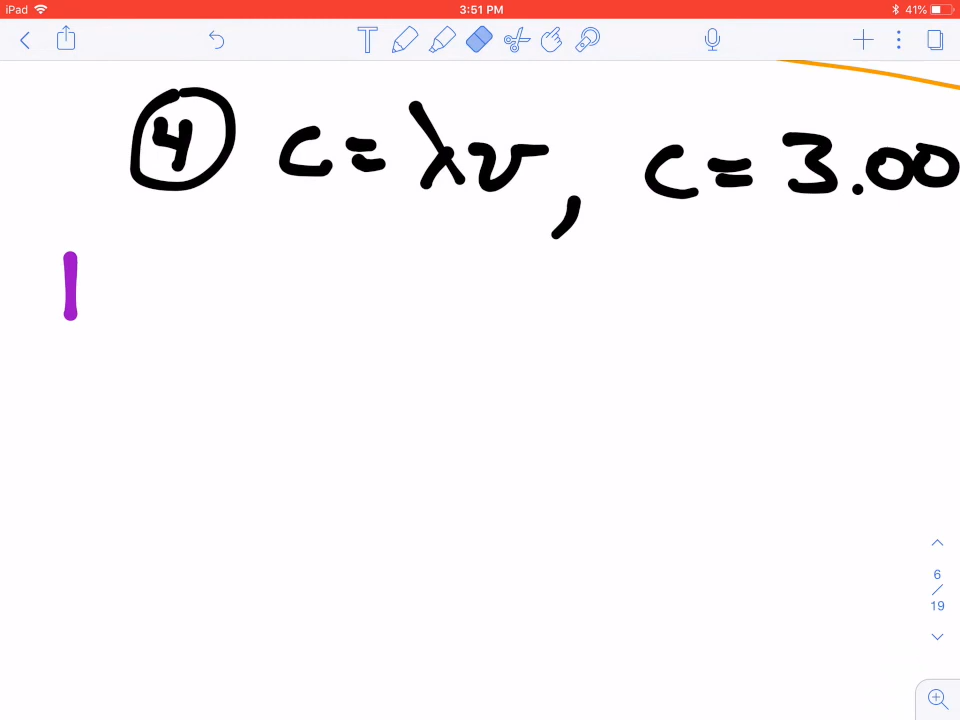 iPad 3:51 PM 41%
T
④ c = λν, c = 3.00
6
/
19